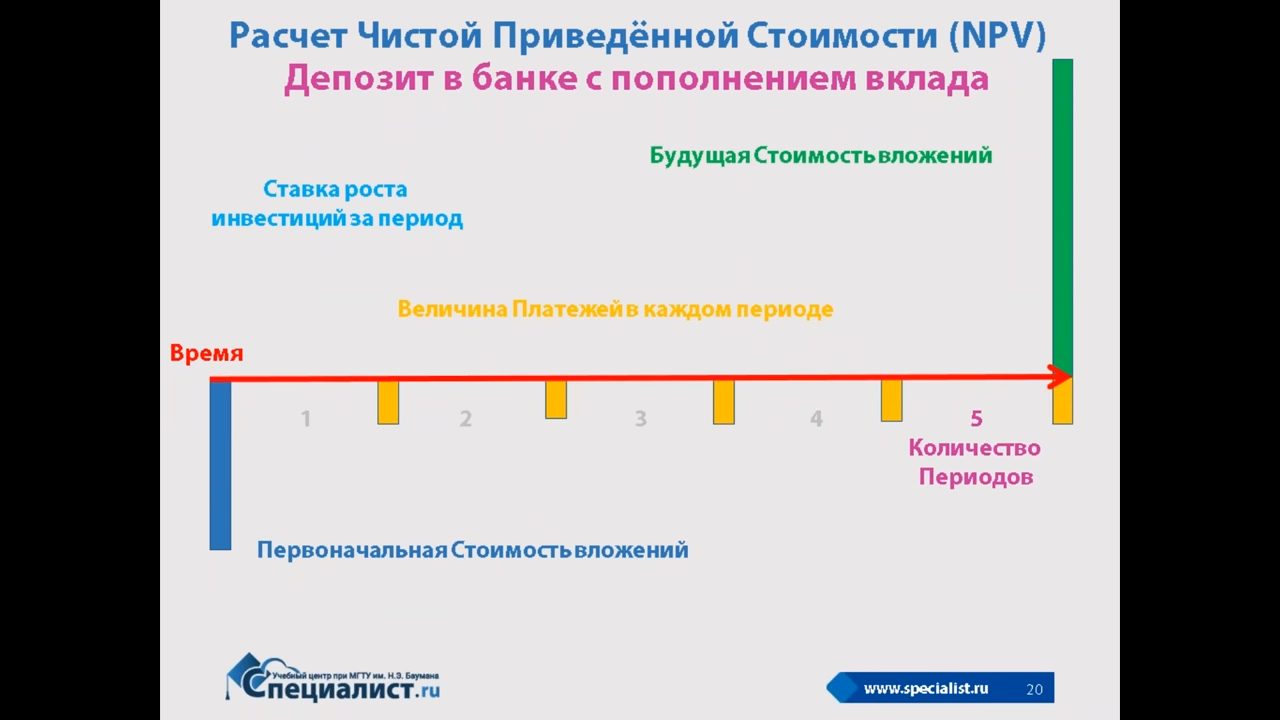 Расчет Чистой Приведённой Стоимости (NPV)
Депозит в банке с пополнением вклада
Будущая Стоимость вложений
Ставка роста
инвестиций за период
Величина Платежей в каждом периоде
Время
1 2 3 4 5
Количество
Периодов
Первоначальная Стоимость вложений
Учебный центр при МГТУ им. Н.Э. Баумана
Специалист.ru
www.specialist.ru 20